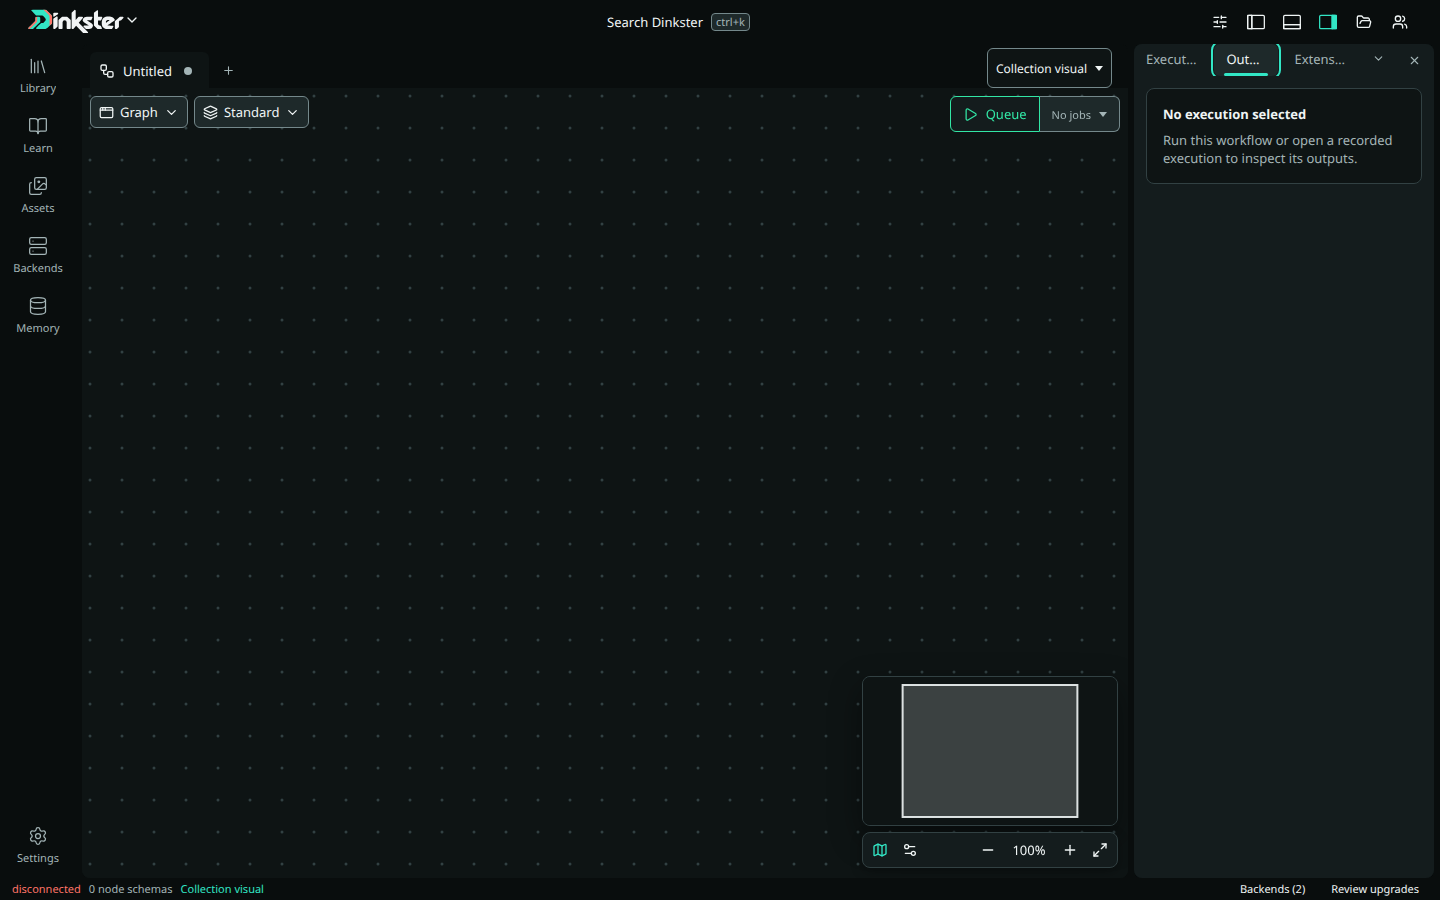 Dinkster
Search Dinkster ctrl+k
Library
Learn
Assets
Backends
Memory
Settings
Untitled
Collection visual
Graph
Standard
Queue
No jobs
Execut...
Out...
Extens...
No execution selected
Run this workflow or open a recorded
execution to inspect its outputs.
100%
disconnected 0 node schemas Collection visual
Backends (2) Review upgrades